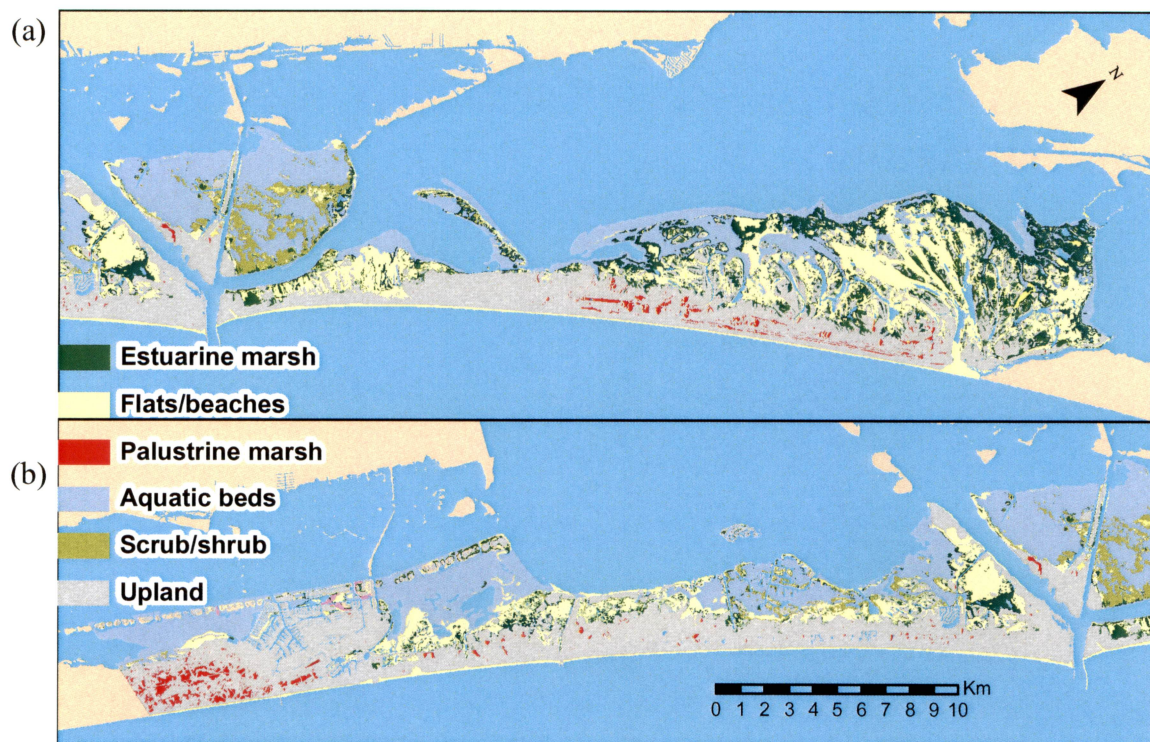 (a)
N
Estuarine marsh
Flats/beaches
(b)
Palustrine marsh
Aquatic beds
Scrub/shrub
Upland
Km
0 1 2 3 4 5 6 7 8 9 10